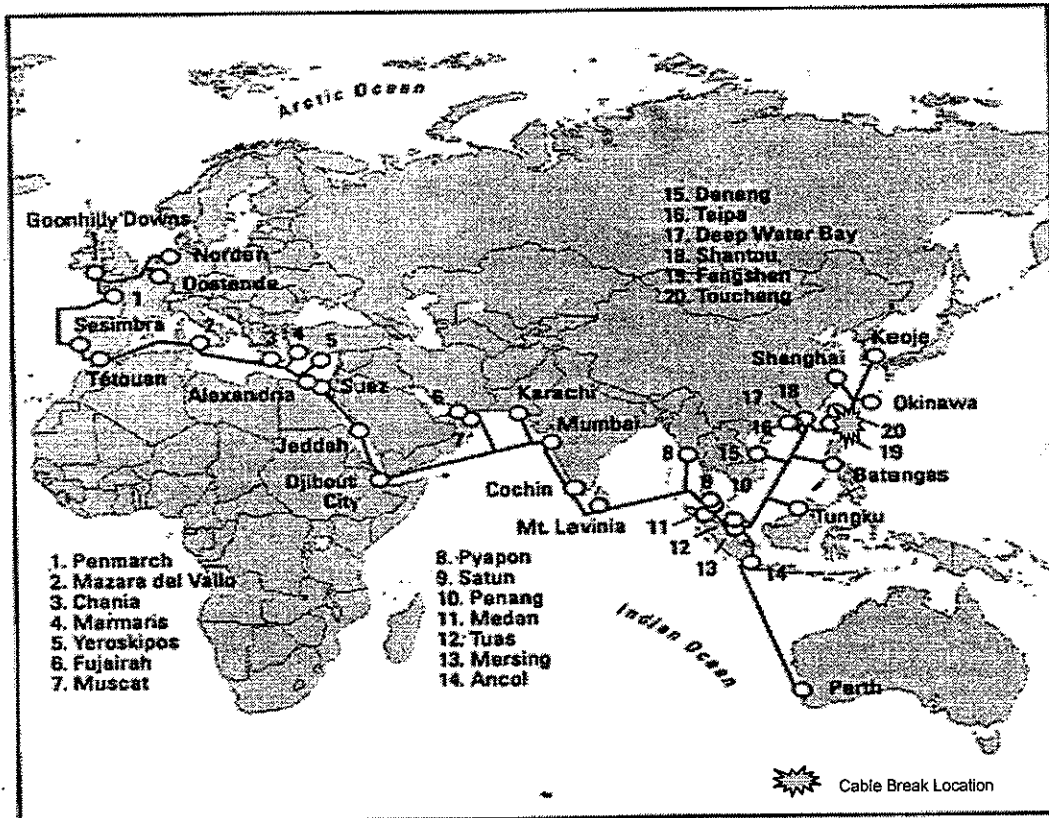 Arctic Ocean
15. Daneng
16. Taipa
17. Deep Water Bay
18. Shantou
19. Fangshen
20. Toucheng
Goonhilly Downs
Norden
Oostende
1
Sesimbra
2
3
4
5
Keoje
Shanghai
Tétouan
Alexandria
Suez
6
Karachi
17
18
Okinawa
7
Mumbai
16
20
Jeddah
8
15
19
Djibouti
City
Cochin
9
10
Batangas
Mt. Lavinia
11
Tungku
12
13
14
1. Penmarch
2. Mazara del Vallo
3. Chania
4. Marmaris
5. Yeroskipos
6. Fujairah
7. Muscat
8. Pyapon
9. Satun
10. Penang
11. Medan
12. Tuas
13. Mersing
14. Ancol
Indian Ocean
Perth
Cable Break Location